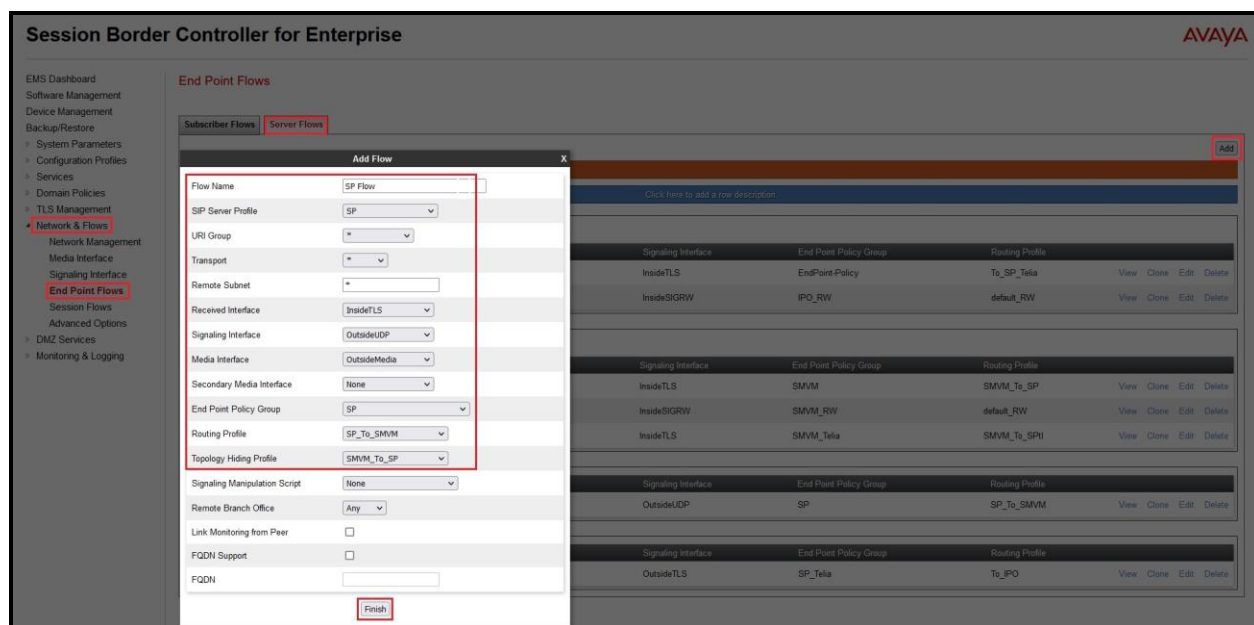 Session Border Controller for Enterprise
AVAYA
EMS Dashboard
Software Management
Device Management
Backup/Restore
System Parameters
Configuration Profiles
Services
Domain Policies
TLS Management
Network & Flows
Network Management
Media Interface
Signaling Interface
End Point Flows
Session Flows
Advanced Options
DMZ Services
Monitoring & Logging
End Point Flows
Subscriber Flows Server Flows
Add
Add Flow X
Flow Name SP Flow
SIP Server Profile SP
URI Group *
Transport *
Remote Subnet *
Received Interface InsideTLS
Signaling Interface OutsideUDP
Media Interface OutsideMedia
Secondary Media Interface None
End Point Policy Group SP
Routing Profile SP_To_SMVM
Topology Hiding Profile SMVM_To_SP
Signaling Manipulation Script None
Remote Branch Office Any
Link Monitoring from Peer
FQDN Support
FQDN
Finish
Click here to add a row description.
Signaling Interface End Point Policy Group Routing Profile
InsideTLS EndPoint-Policy To_SP_Telia View Clone Edit Delete
InsideSIGRW IPO_RW default_RW View Clone Edit Delete
Signaling Interface End Point Policy Group Routing Profile
InsideTLS SMVM SMVM_To_SP View Clone Edit Delete
InsideSIGRW SMVM_RW default_RW View Clone Edit Delete
InsideTLS SMVM_Telia SMVM_To_SPtl View Clone Edit Delete
Signaling Interface End Point Policy Group Routing Profile
OutsideUDP SP SP_To_SMVM View Clone Edit Delete
Signaling Interface End Point Policy Group Routing Profile
OutsideTLS SP_Telia To_IPO View Clone Edit Delete